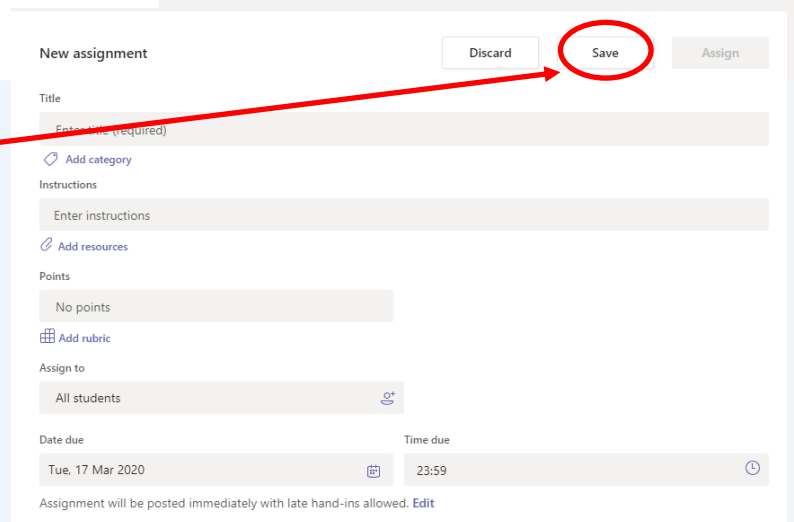 New assignment Discard Save Assign
Title
Enter title (required)
Add category
Instructions
Enter instructions
Add resources
Points
No points
Add rubric
Assign to
All students
Date due Time due
Tue, 17 Mar 2020 23:59
Assignment will be posted immediately with late hand-ins allowed. Edit